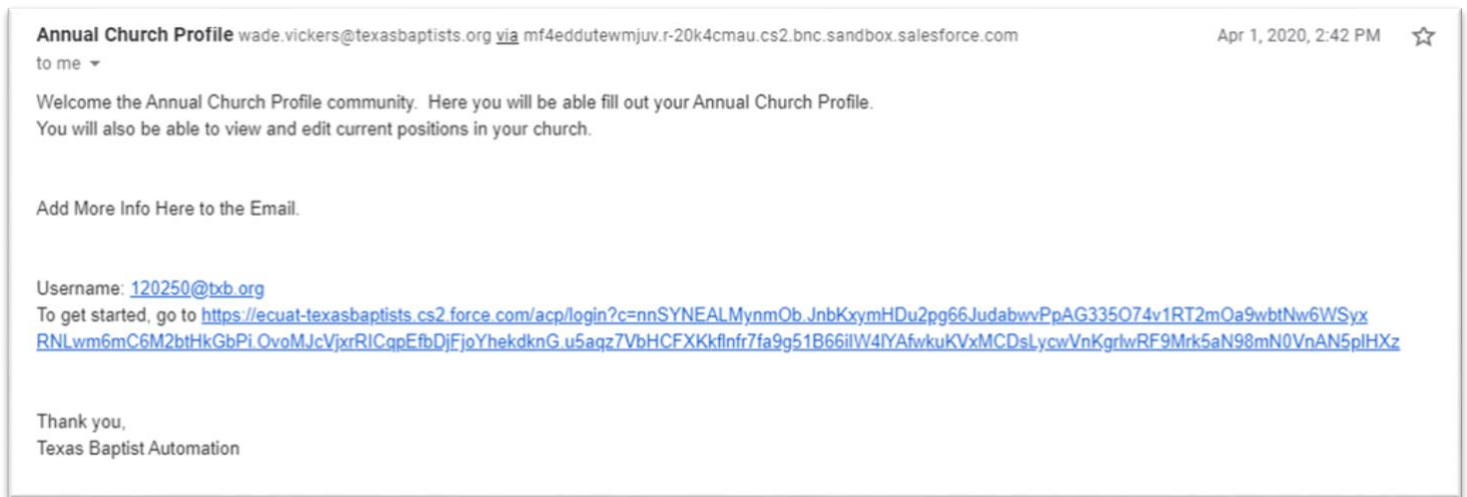 Annual Church Profile wade.vickers@texasbaptists.org via mf4eddutewmjuv.r-20k4cmau.cs2.bnc.sandbox.salesforce.com Apr 1, 2020, 2:42 PM
to me
Welcome the Annual Church Profile community. Here you will be able fill out your Annual Church Profile.
You will also be able to view and edit current positions in your church.
Add More Info Here to the Email.
Username: 120250@txb.org
To get started, go to https://ecuat-texasbaptists.cs2.force.com/acp/login?c=nnSYNEALMynmOb.JnbKxymHDu2pg66JudabwvPpAG335O74v1RT2mOa9wbtNw6WSyx
RNLwm6mC6M2btHkGbPi.OvoMJcVjxrRICqpEfbDjFjoYhekdknG.u5aqz7VbHCFXKkflnfr7fa9g51B66ilW4lYAfwkuKVxMCDsLycwVnKgrlwRF9Mrk5aN98mN0VnAN5plHXz
Thank you,
Texas Baptist Automation